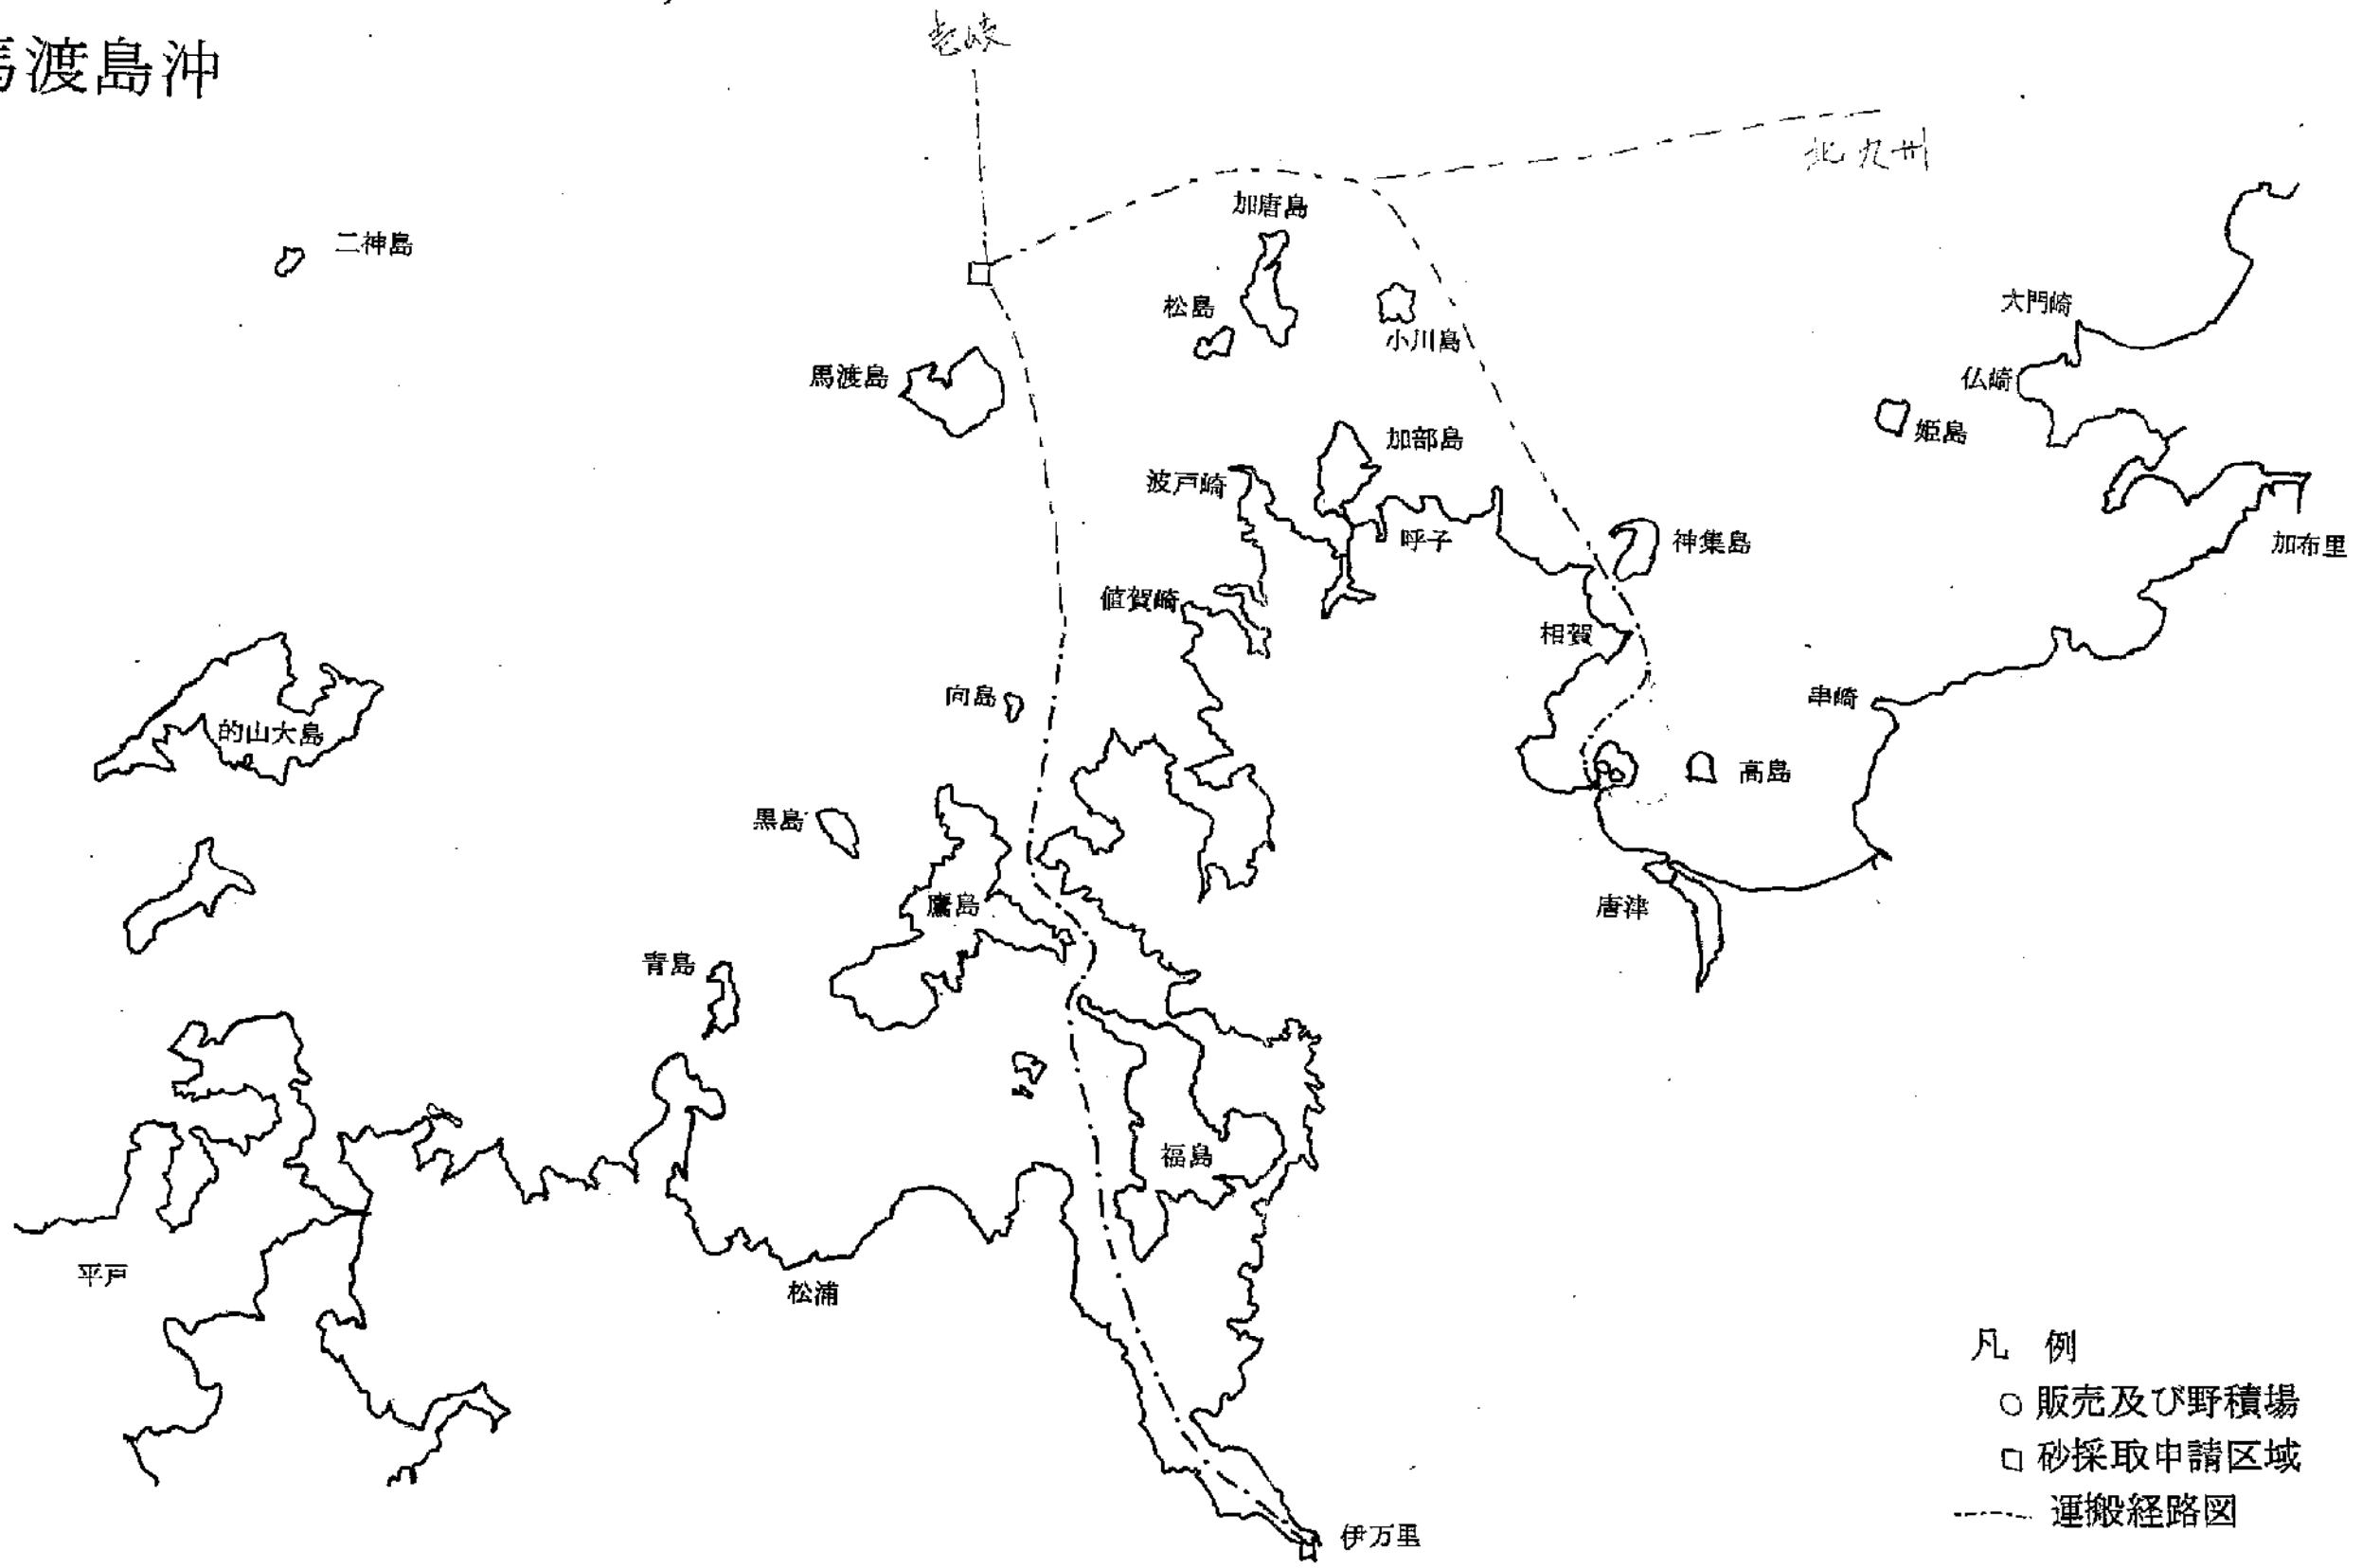 馬渡島沖
壱岐
北九州
加唐島
二神島
松島
小川島
大門崎
仏崎
姫島
馬渡島
加部島
波戸崎
呼子
神集島
加布里
値賀崎
相賀
向島
串崎
的山大島
高島
黒島
鷹島
唐津
青島
福島
平戸
松浦
伊万里
凡 例
○ 販売及び野積場
□ 砂採取申請区域
運搬経路図